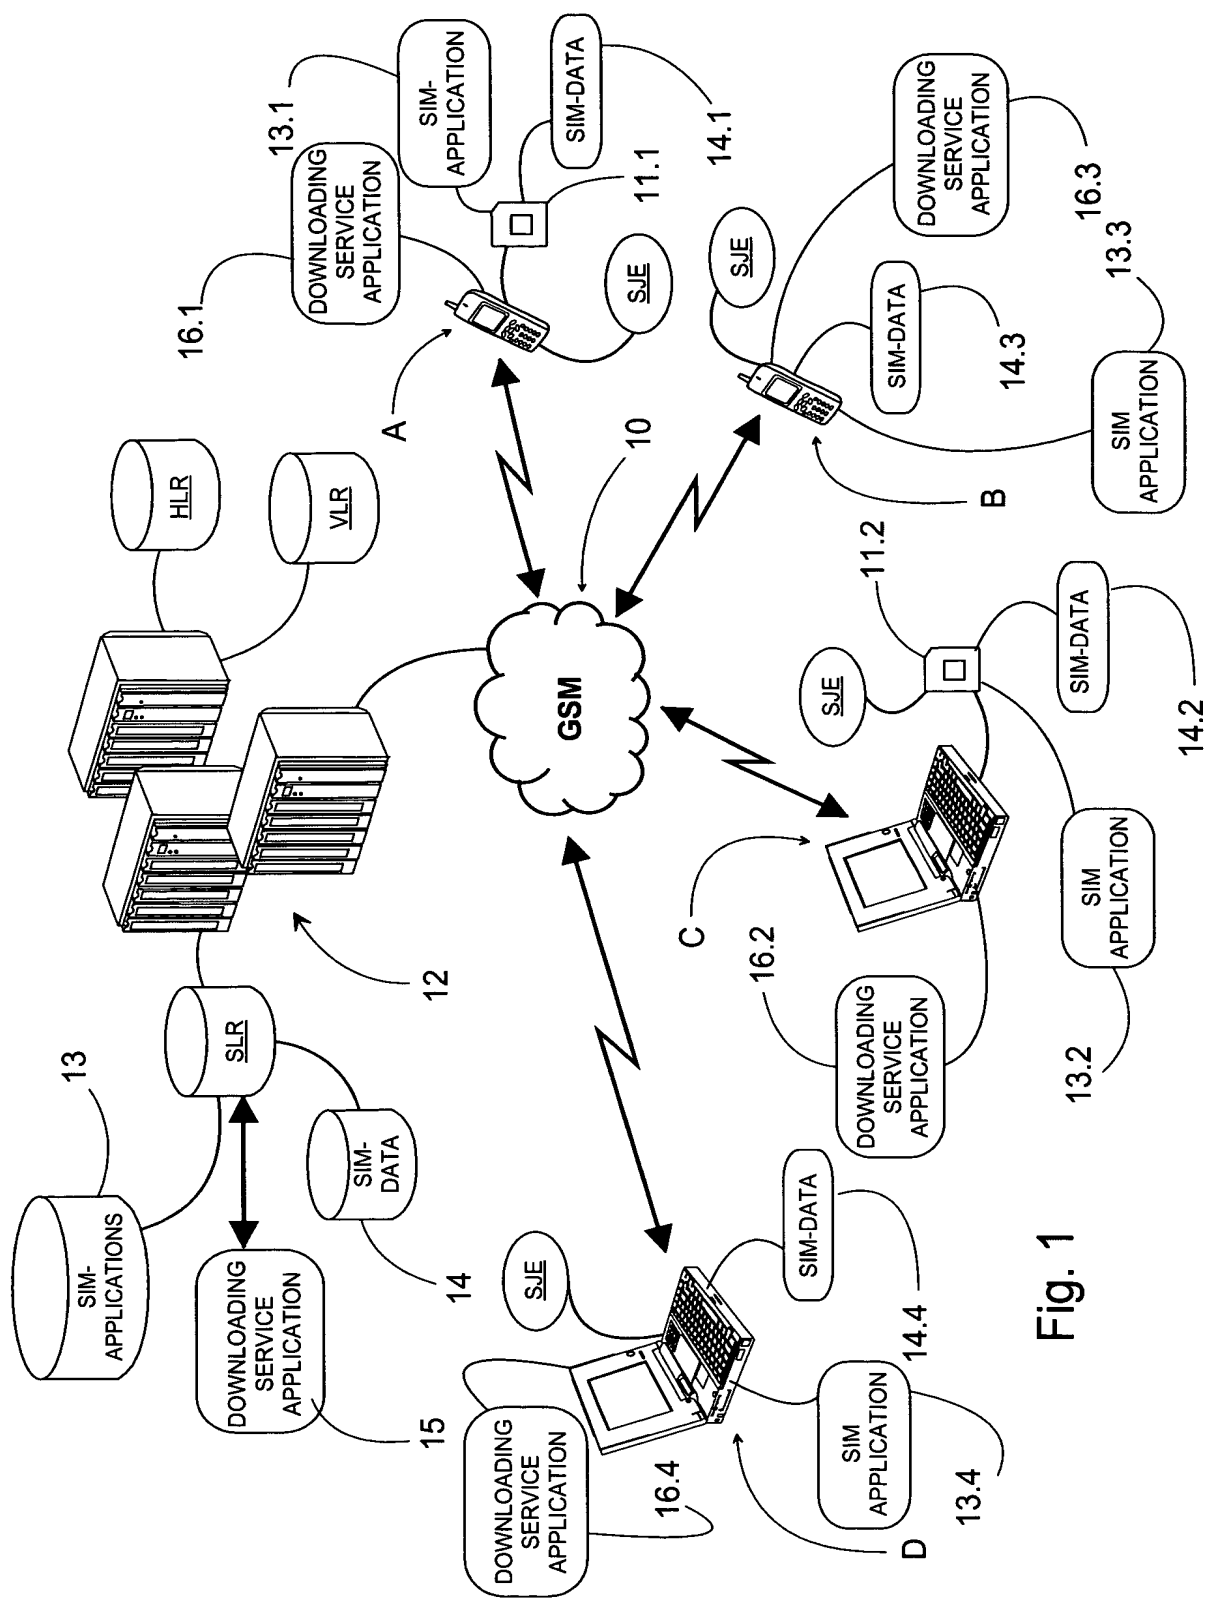 SIM-
APPLICATIONS
13
DOWNLOADING
SERVICE
APPLICATION
15
SLR
SIM-
DATA
14
12
HLR
VLR
16.1
DOWNLOADING
SERVICE
APPLICATION
13.1
SIM-
APPLICATION
SIM-DATA
14.1
11.1
A
SJE
GSM
10
SJE
B
DOWNLOADING
SERVICE
APPLICATION
16.3
SIM-DATA
14.3
13.3
SIM
APPLICATION
11.2
SJE
SIM-DATA
14.2
C
16.2
DOWNLOADING
SERVICE
APPLICATION
SIM
APPLICATION
13.2
SJE
DOWNLOADING
SERVICE
APPLICATION
16.4
SIM-DATA
14.4
SIM
APPLICATION
13.4
D
Fig. 1